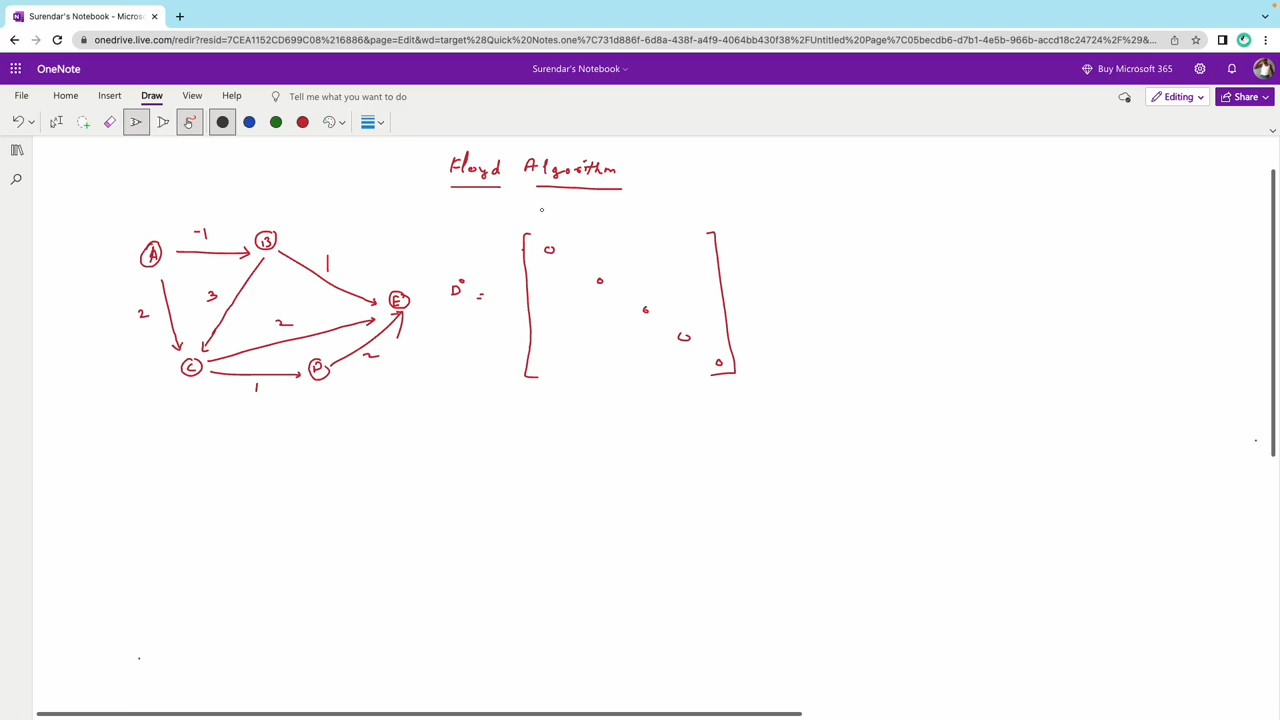 Surendar's Notebook - Micros
onedrive.live.com/redir?resid=7CEA1152CD699C08%216886&page=Edit&wd=target%28Quick%20Notes.one%7C731d886f-6d8a-438f-a4f9-4064bb430f38%2FUntitled%20Page%7C05becdb6-d7b1-4e5b-966b-accd18c24724%2F%29&...
OneNote
Surendar's Notebook
Buy Microsoft 365
File Home Insert Draw View Help Tell me what you want to do
Editing
Share
Floyd Algorithm
-1
A
B
1
3
2
2
E
C
1
D
2
D⁰ =
0
0
0
0
0